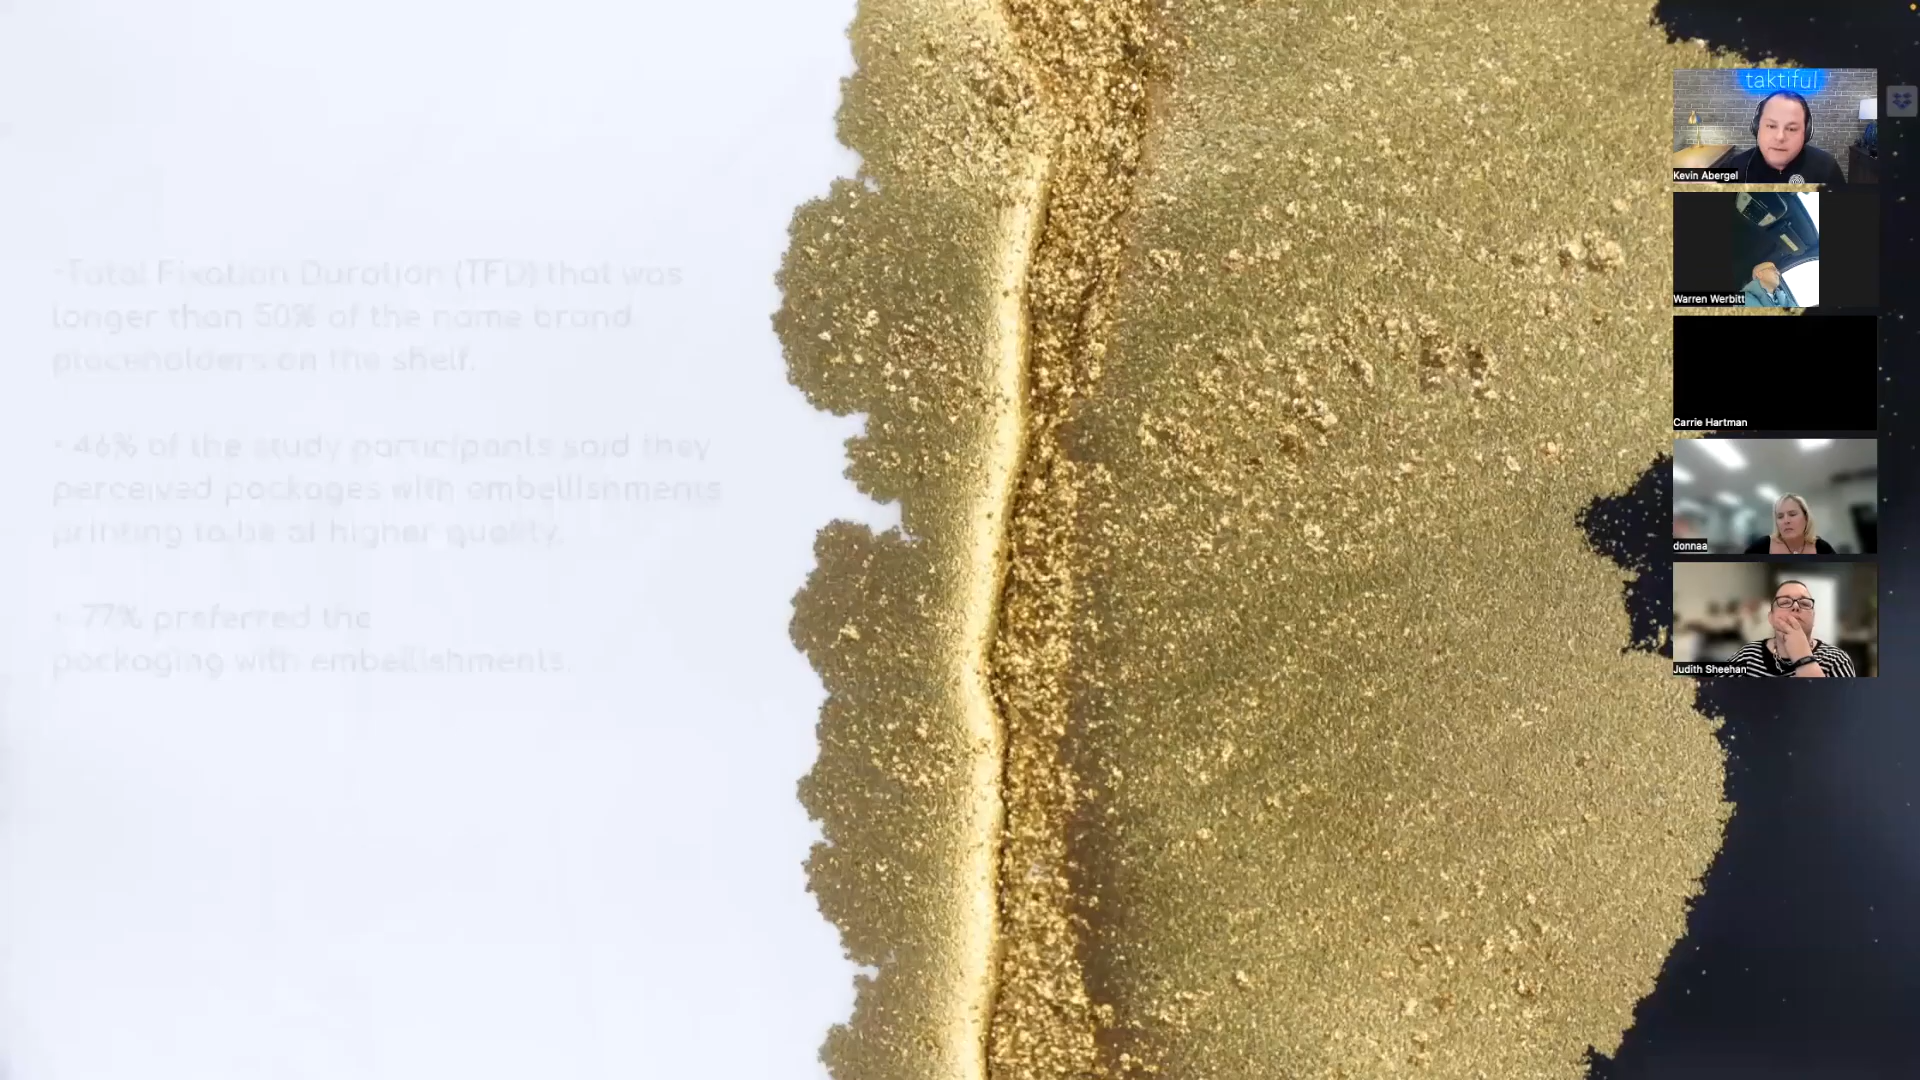 •Total Fixation Duration (TFD) that was
longer than 50% of the name brand
placeholders on the shelf.
• 46% of the study participants said they
perceived packages with embellishments
printing to be of higher quality.
• 77% preferred the
packaging with embellishments.
taktiful
Kevin Abergel
Warren Werbitt
Carrie Hartman
donnaa
Judith Sheehan